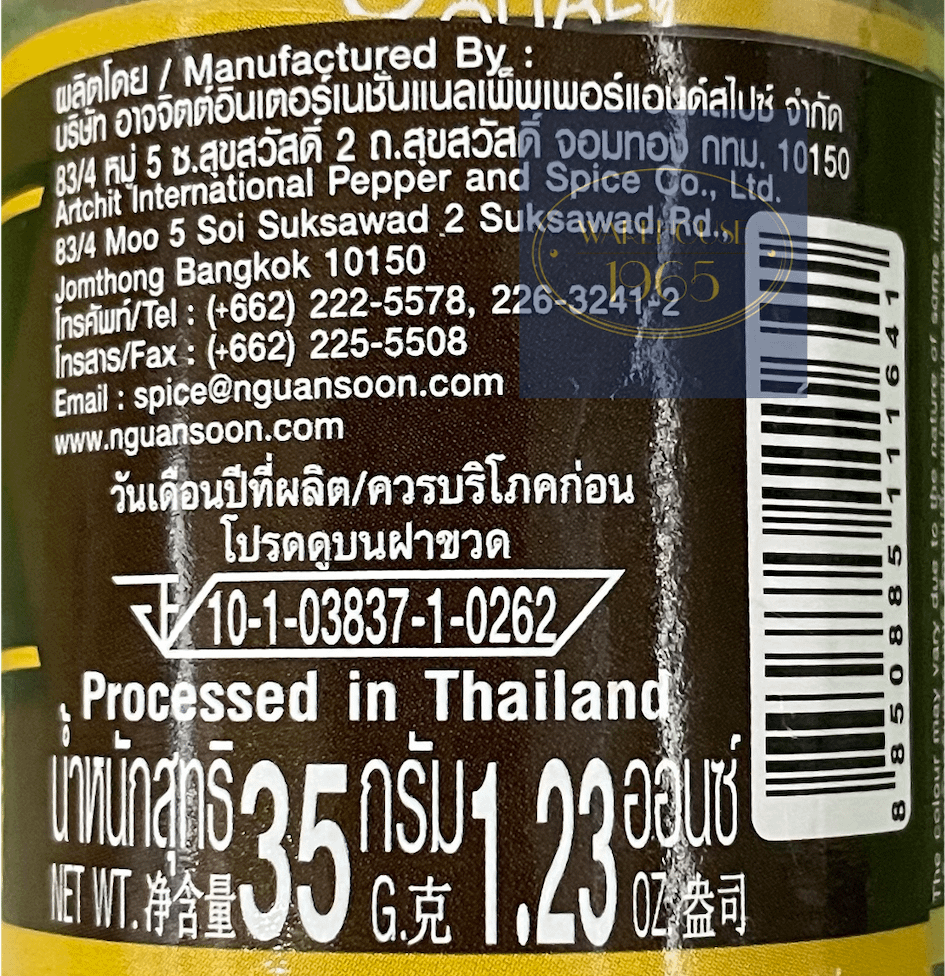 ผลิตโดย / Manufactured By :
บริษัท อาจจิตต์อินเตอร์เนชั่นแนลเพ็พเพอร์แอนด์สไปซ์ จำกัด
83/4 หมู่ 5 ซ.สุขสวัสดิ์ 2 ถ.สุขสวัสดิ์ จอมทอง กทม. 10150
Artchit International Pepper and Spice Co., Ltd.
83/4 Moo 5 Soi Suksawad 2 Suksawad Rd.,
Jomthong Bangkok 10150
โทรศัพท์/Tel : (+662) 222-5578, 226-3241-2
โทรสาร/Fax : (+662) 225-5508
Email : spice@nguansoon.com
www.nguansoon.com
WAREHOUSE
1965
วันเดือนปีที่ผลิต/ควรบริโภคก่อน
โปรดดูบนฝาขวด
10-1-03837-1-0262
Processed in Thailand
น้ำหนักสุทธิ 35 กรัม 1.23 ออนซ์
NET WT. 净含量 G.克 OZ.盎司
8850885111641
The colour may vary due to the nature of some ingredient